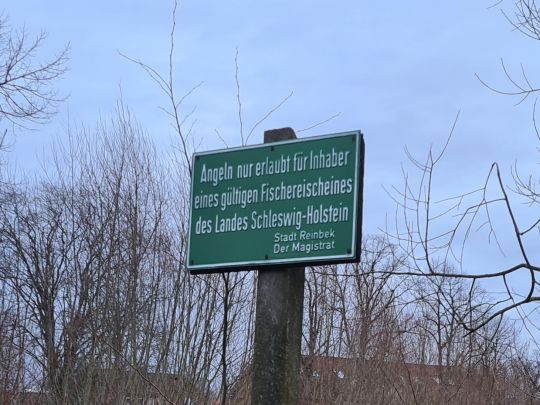 Angeln nur erlaubt für Inhaber
eines gültigen Fischereischeines
des Landes Schleswig-Holstein
Stadt Reinbek
Der Magistrat